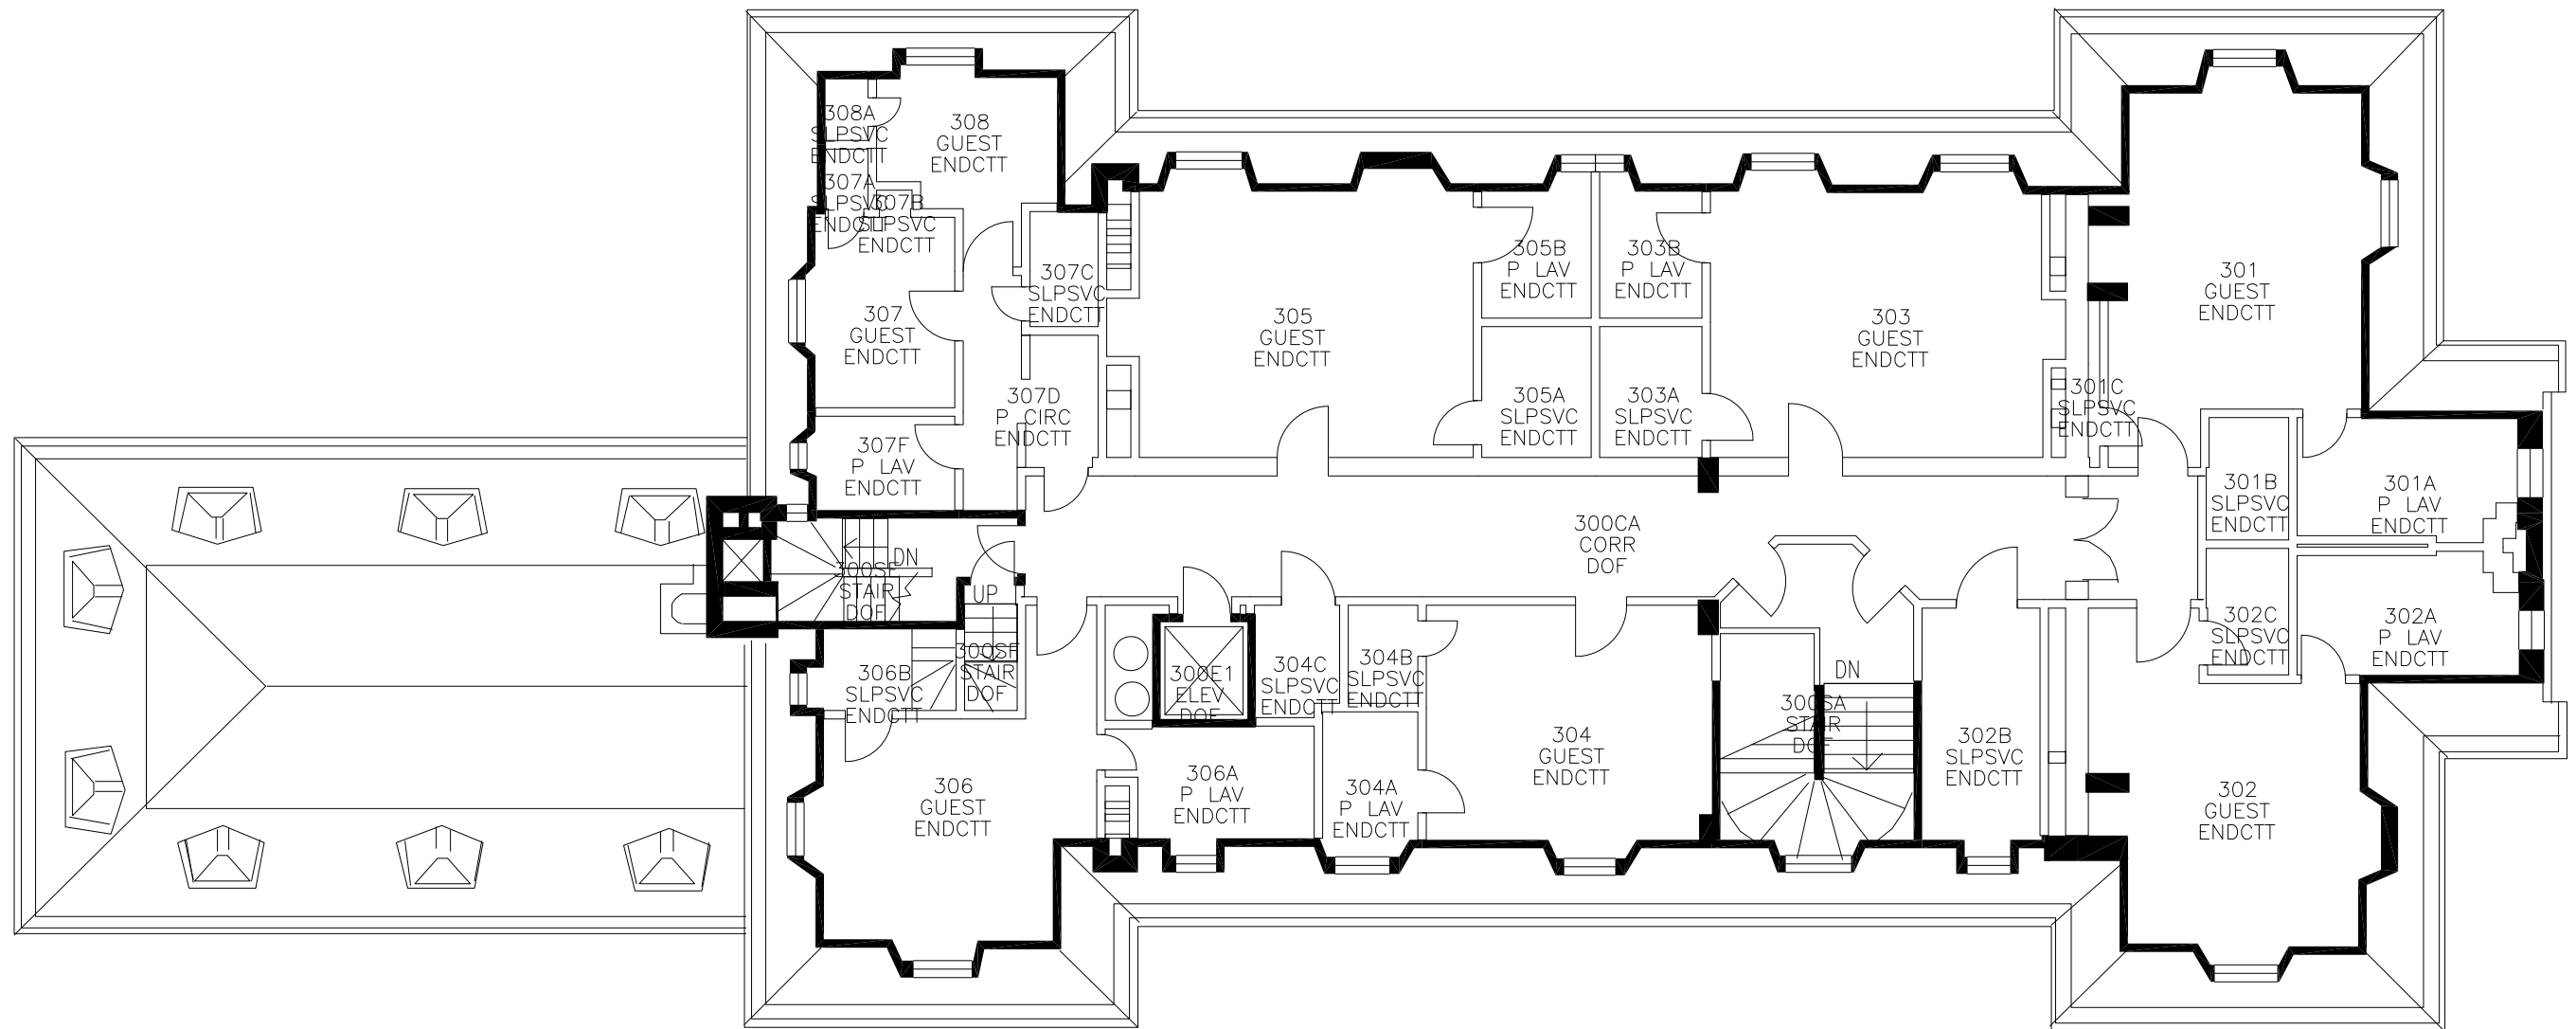 308A
SLPSVC
ENDCTT
308
GUEST
ENDCTT
307A
SLPSVC
ENDCTT
307B
SLPSVC
ENDCTT
307C
SLPSVC
ENDCTT
307
GUEST
ENDCTT
307D
P CIRC
ENDCTT
307F
P LAV
ENDCTT
305
GUEST
ENDCTT
305B
P LAV
ENDCTT
303B
P LAV
ENDCTT
305A
SLPSVC
ENDCTT
303A
SLPSVC
ENDCTT
303
GUEST
ENDCTT
301
GUEST
ENDCTT
301C
SLPSVC
ENDCTT
301B
SLPSVC
ENDCTT
301A
P LAV
ENDCTT
300CA
CORR
DOF
DN
300SF
STAIR
DOF
UP
300SF
STAIR
DOF
306B
SLPSVC
ENDCTT
306
GUEST
ENDCTT
300E1
ELEV
DOF
306A
P LAV
ENDCTT
304C
SLPSVC
ENDCTT
304B
SLPSVC
ENDCTT
304A
P LAV
ENDCTT
304
GUEST
ENDCTT
DN
300SA
STAIR
DOF
302B
SLPSVC
ENDCTT
302C
SLPSVC
ENDCTT
302A
P LAV
ENDCTT
302
GUEST
ENDCTT